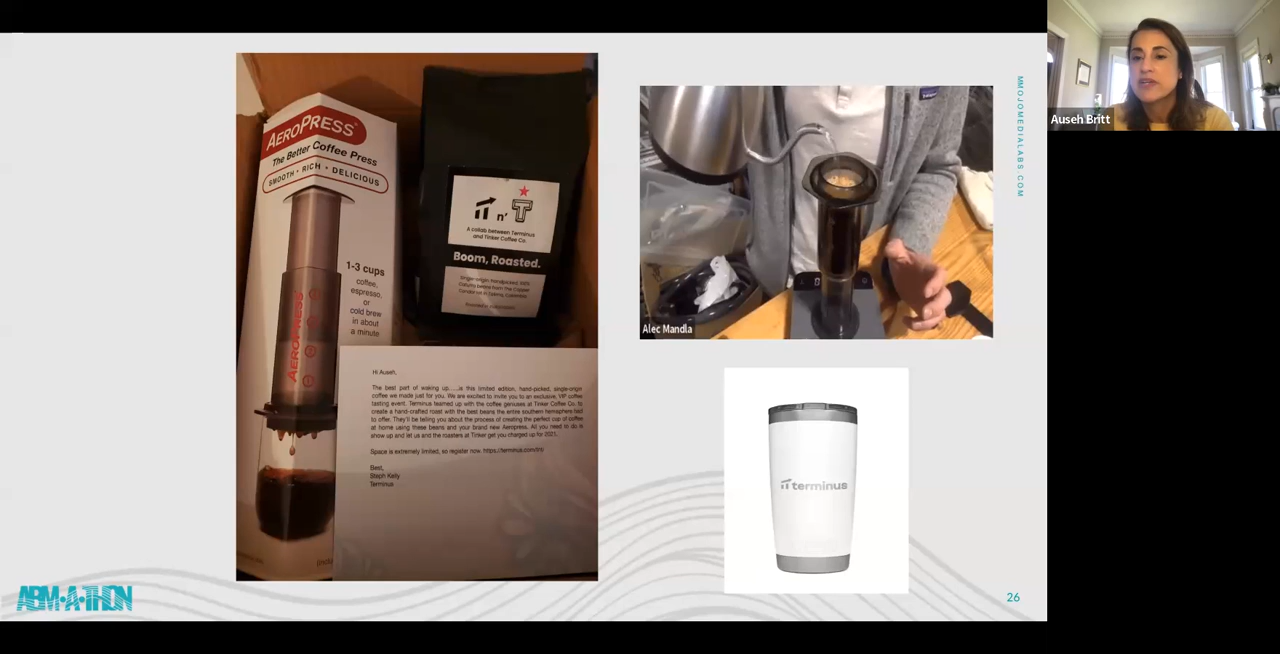 AEROPRESS®
The Better Coffee Press
SMOOTH • RICH • DELICIOUS
1-3 cups
coffee,
espresso,
or
cold brew
in about
a minute
AEROPRESS
n' T
A collab between Terminus
and Tinker Coffee Co.
Boom, Roasted.
Hi Auseh,
The best part of waking up.....is this limited edition, hand-picked, single-origin
coffee we made just for you. We are excited to invite you to an exclusive, VIP coffee
tasting event. Terminus teamed up with the coffee geniuses at Tinker Coffee Co. to
create a hand-crafted roast with the best beans the entire southern hemisphere had
to offer. They'll be telling you about the process of creating the perfect cup of coffee
at home using these beans and your brand new Aeropress. All you need to do is
show up and let us and the roasters at Tinker get you charged up for 2021.
Space is extremely limited, so register now.
Best,
Steph Kelly
Terminus
Alec Mandla
terminus
MOJOMEDIALABS.COM
Auseh Britt
ABM•A•THON
26